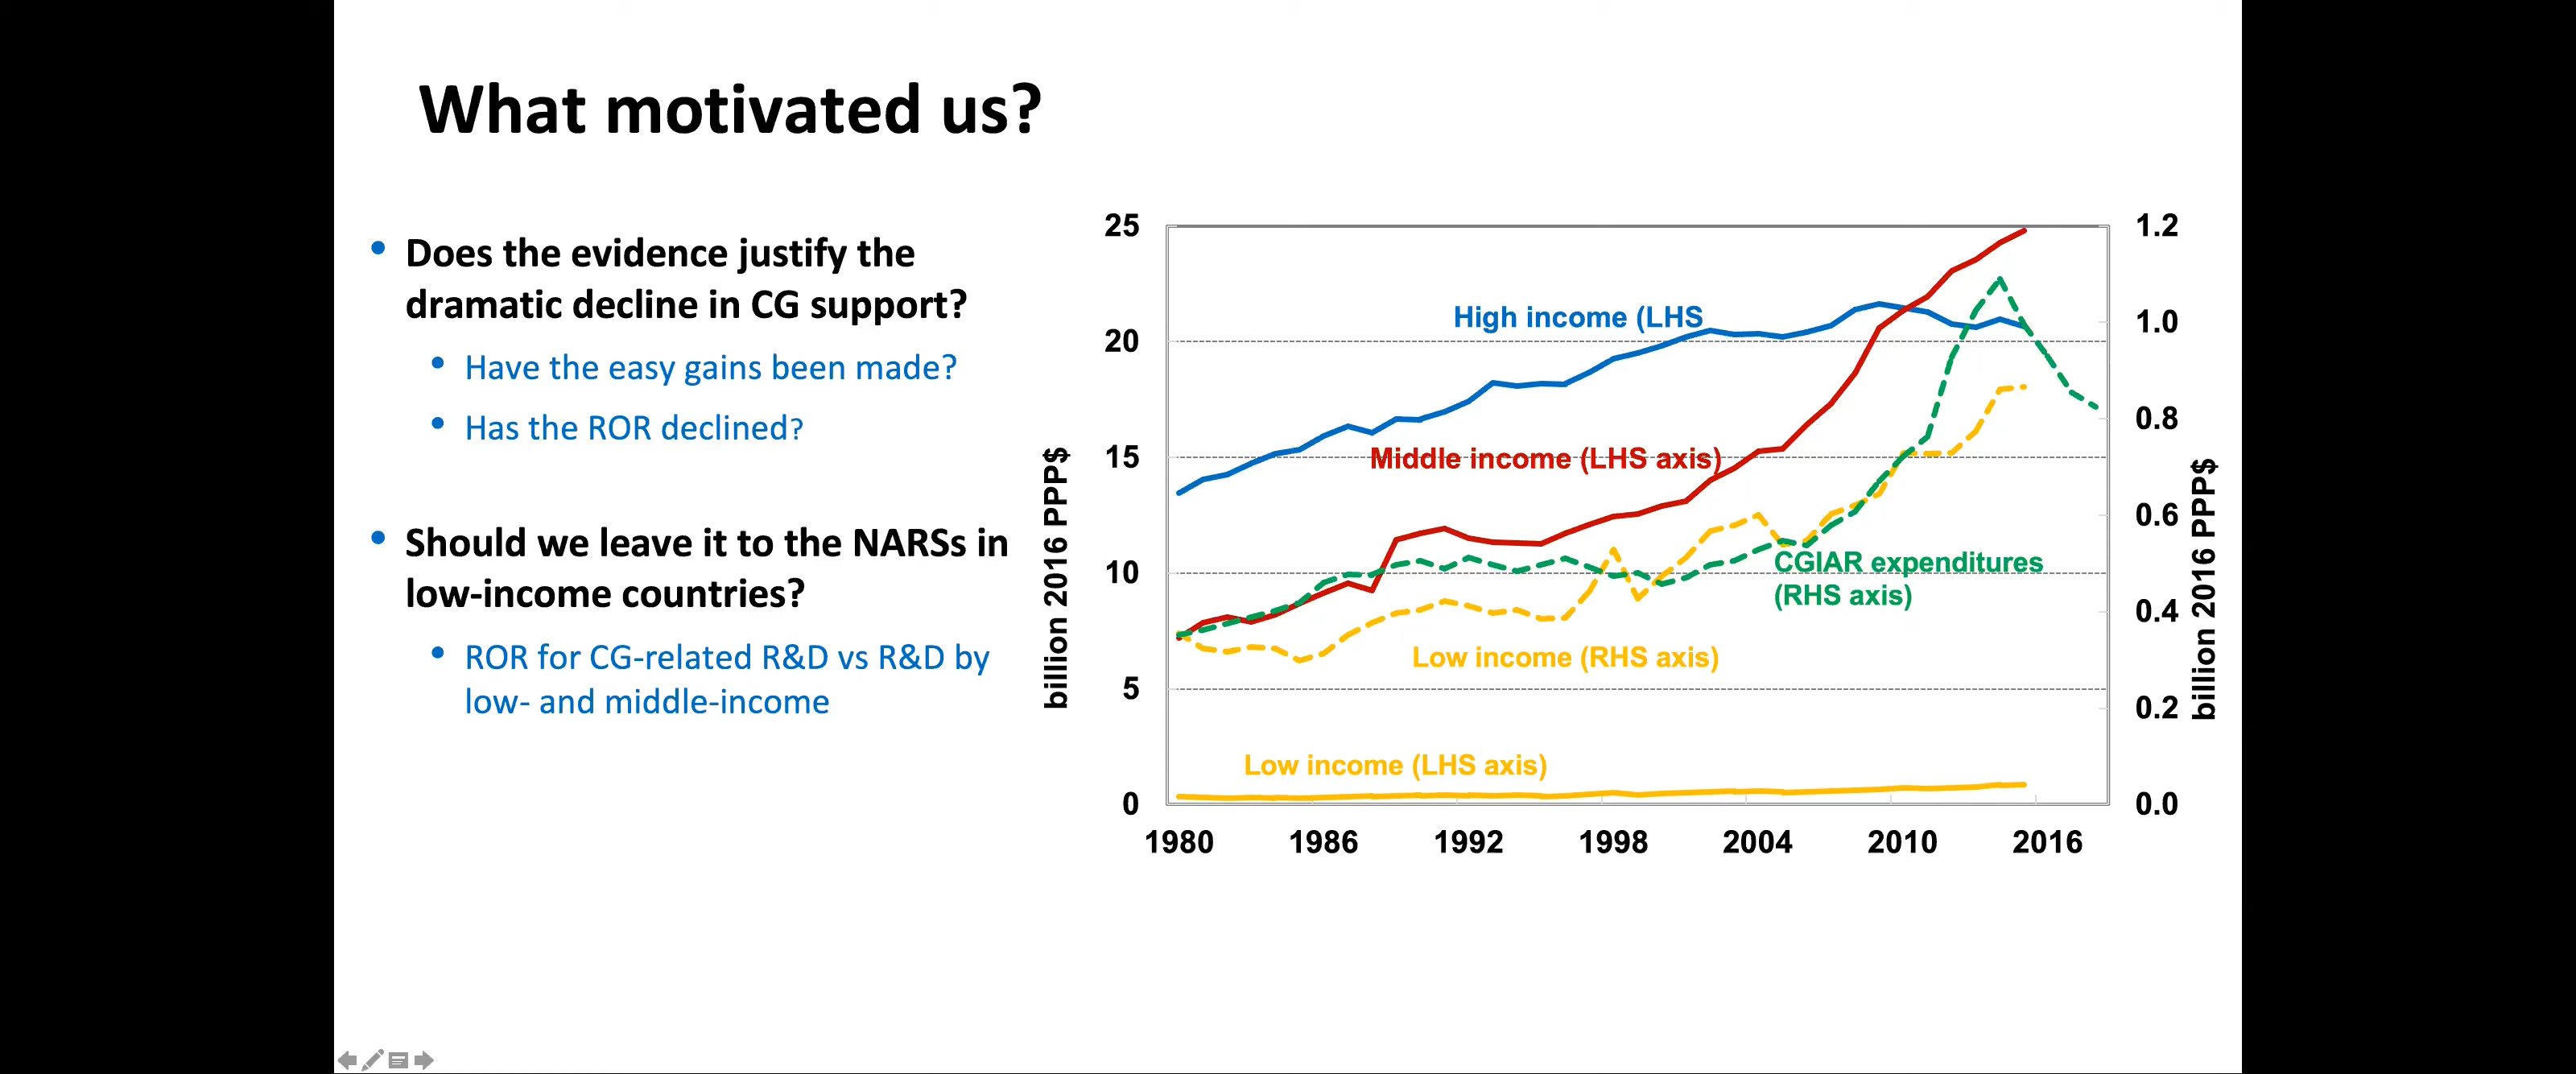 What motivated us?
Does the evidence justify the
dramatic decline in CG support?
Have the easy gains been made?
Has the ROR declined?
Should we leave it to the NARSs in
low-income countries?
ROR for CG-related R&D vs R&D by
low- and middle-income
billion 2016 PPP$
25
20
15
10
5
0
High income (LHS
Middle income (LHS axis)
CGIAR expenditures
(RHS axis)
Low income (RHS axis)
Low income (LHS axis)
1.2
1.0
0.8
0.6
0.4
0.2
0.0
billion 2016 PPP$
1980 1986 1992 1998 2004 2010 2016